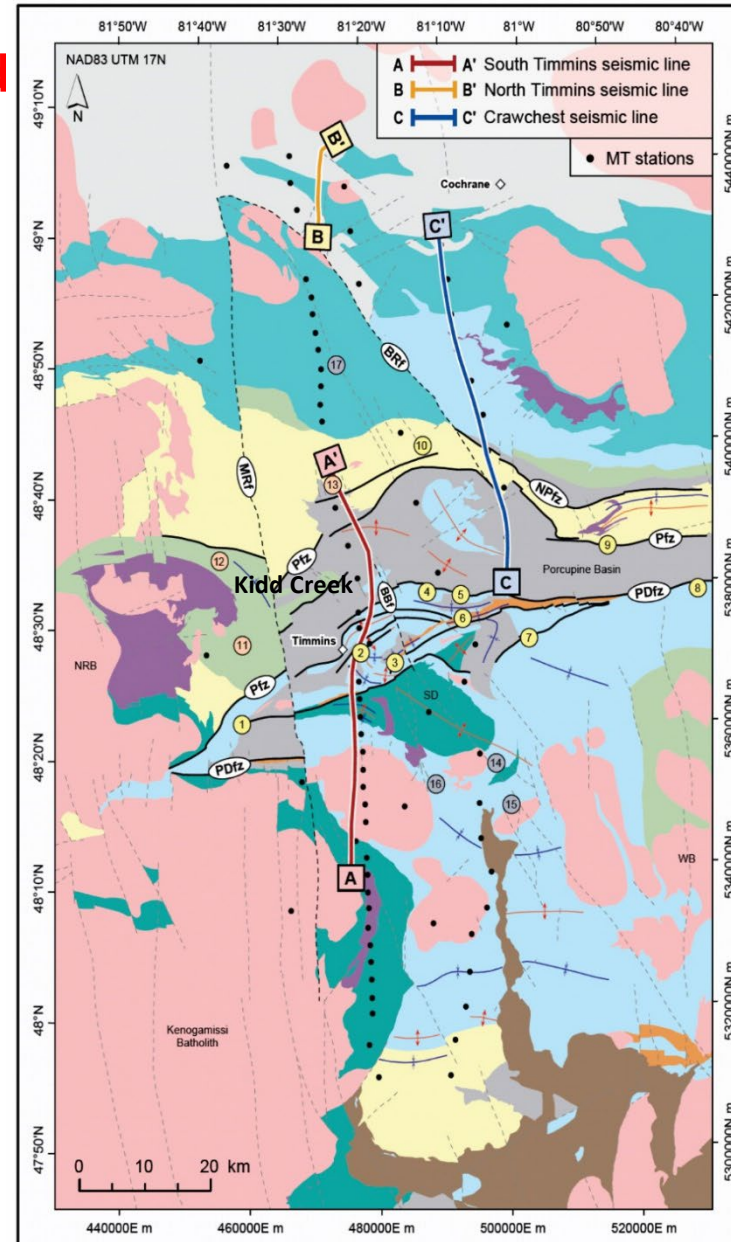 81°50'W 81°40'W 81°30'W 81°20'W 81°10'W 81°W 80°50'W 80°40'W
NAD83 UTM 17N
N
A A' South Timmins seismic line
B B' North Timmins seismic line
C C' Crawchest seismic line
MT stations
49°10'N
49°N
48°50'N
48°40'N
48°30'N
48°20'N
48°10'N
48°N
47°50'N
5440000N m
5420000N m
5400000N m
5380000N m
5360000N m
5340000N m
5320000N m
5300000N m
B'
Cochrane
B
C'
BRf
17
10
A'
13
MRf
NPfz
9
Pfz
12
Pfz
Kidd Creek
Porcupine Basin
C
BBf
4
5
PDfz
8
6
Timmins
2
3
7
11
NRB
Pfz
1
SD
PDfz
14
16
15
WB
A
Kenogamissi
Batholith
0 10 20 km
440000E m 460000E m 480000E m 500000E m 520000E m